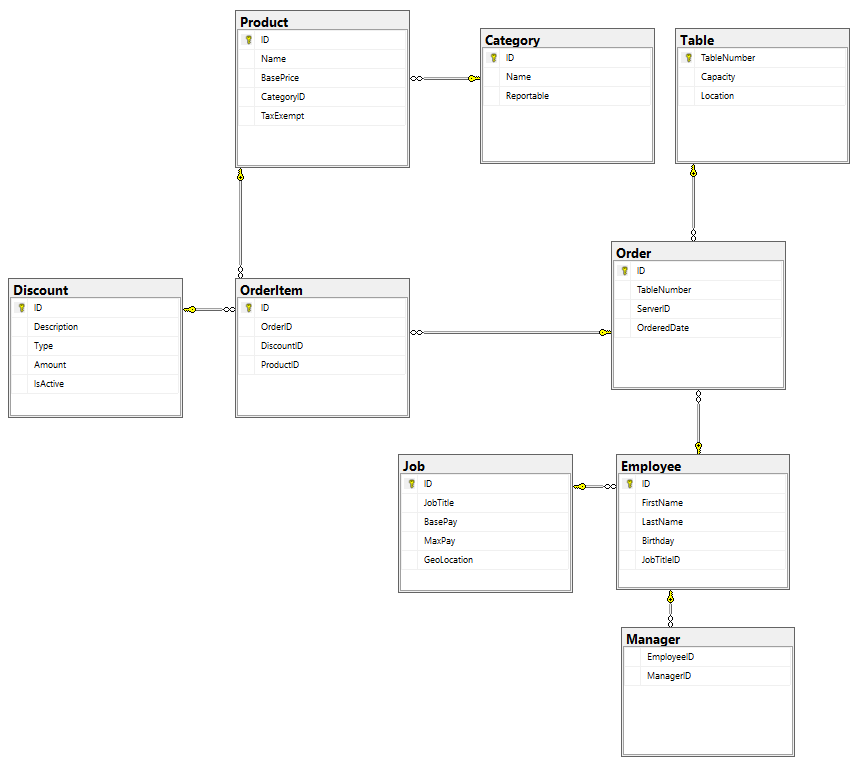 Product
ID
Name
BasePrice
CategoryID
TaxExempt
Category
ID
Name
Reportable
Table
TableNumber
Capacity
Location
Discount
ID
Description
Type
Amount
IsActive
OrderItem
ID
OrderID
DiscountID
ProductID
Order
ID
TableNumber
ServerID
OrderedDate
Job
ID
JobTitle
BasePay
MaxPay
GeoLocation
Employee
ID
FirstName
LastName
Birthday
JobTitleID
Manager
EmployeeID
ManagerID